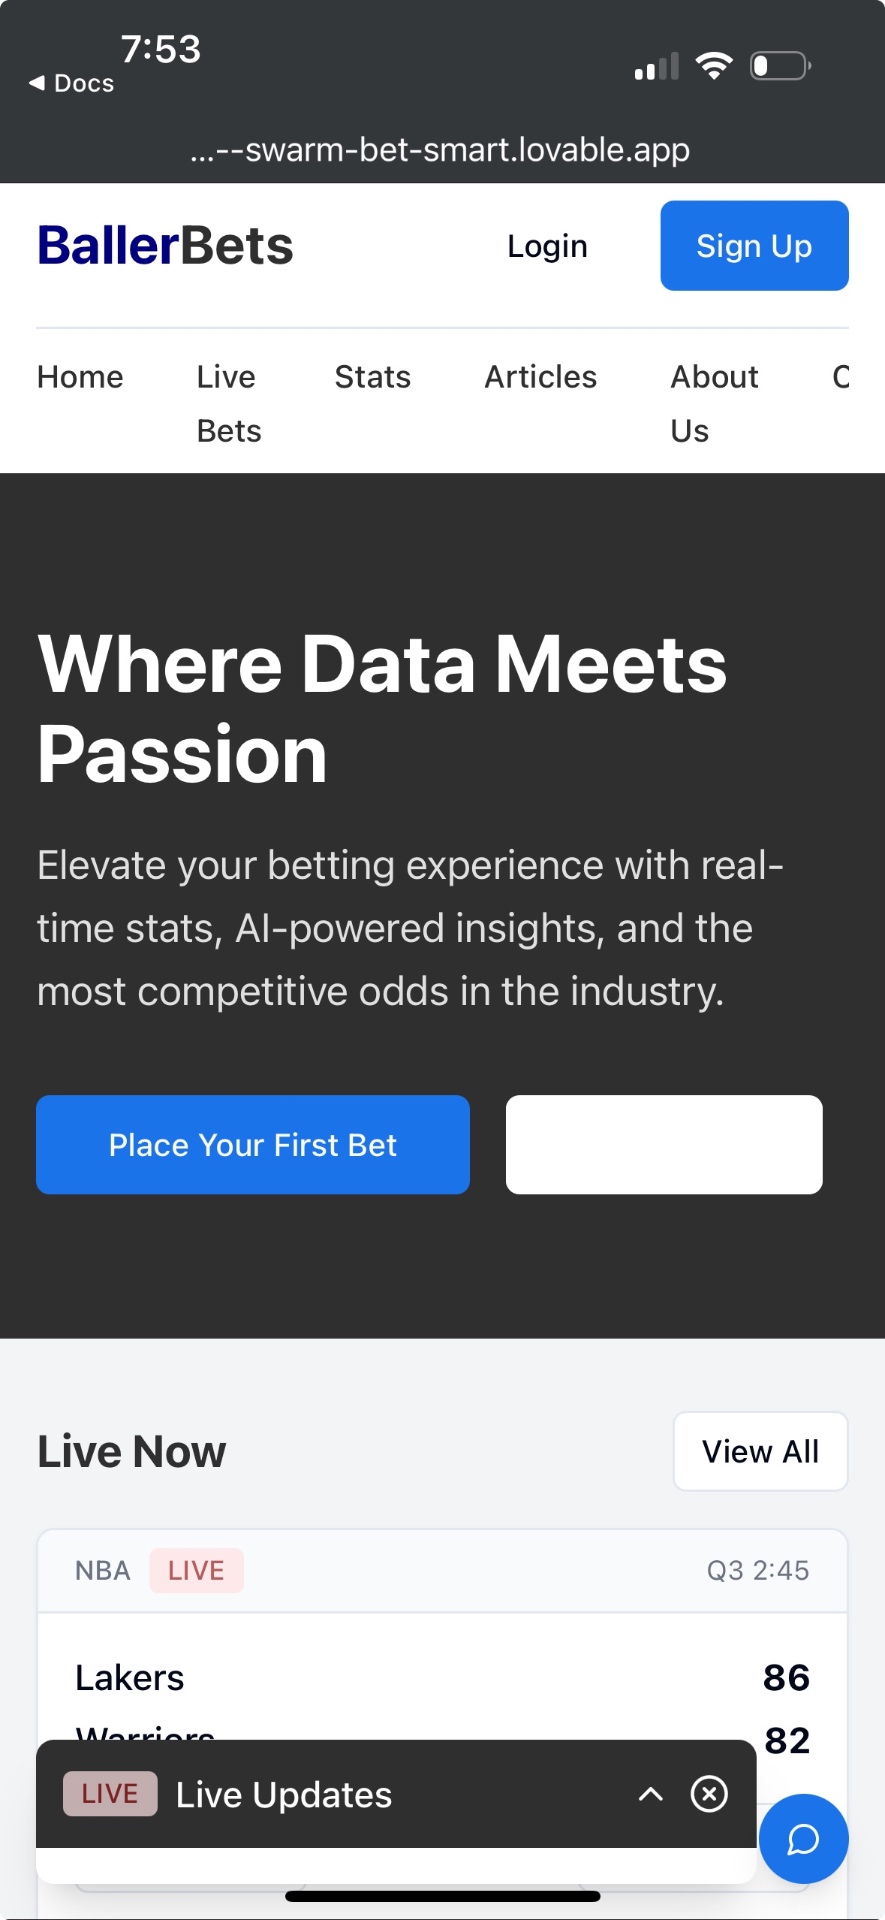 7:53
◀ Docs
...--swarm-bet-smart.lovable.app
BallerBets
Login
Sign Up
Home
Live Bets
Stats
Articles
About Us
C
Where Data Meets
Passion
Elevate your betting experience with real-
time stats, AI-powered insights, and the
most competitive odds in the industry.
Place Your First Bet
Live Now
View All
NBA LIVE Q3 2:45
Lakers 86
Warriors 82
LIVE Live Updates